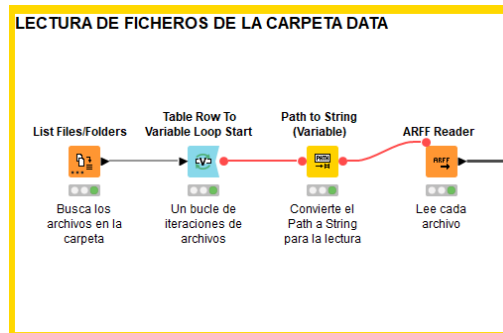 LECTURA DE FICHEROS DE LA CARPETA DATA
List Files/Folders
Table Row To
Variable Loop Start
Path to String
(Variable)
ARFF Reader
PATH
ARFF
Busca los
archivos en la
carpeta
Un bucle de
iteraciones de
archivos
Convierte el
Path a String
para la lectura
Lee cada
archivo